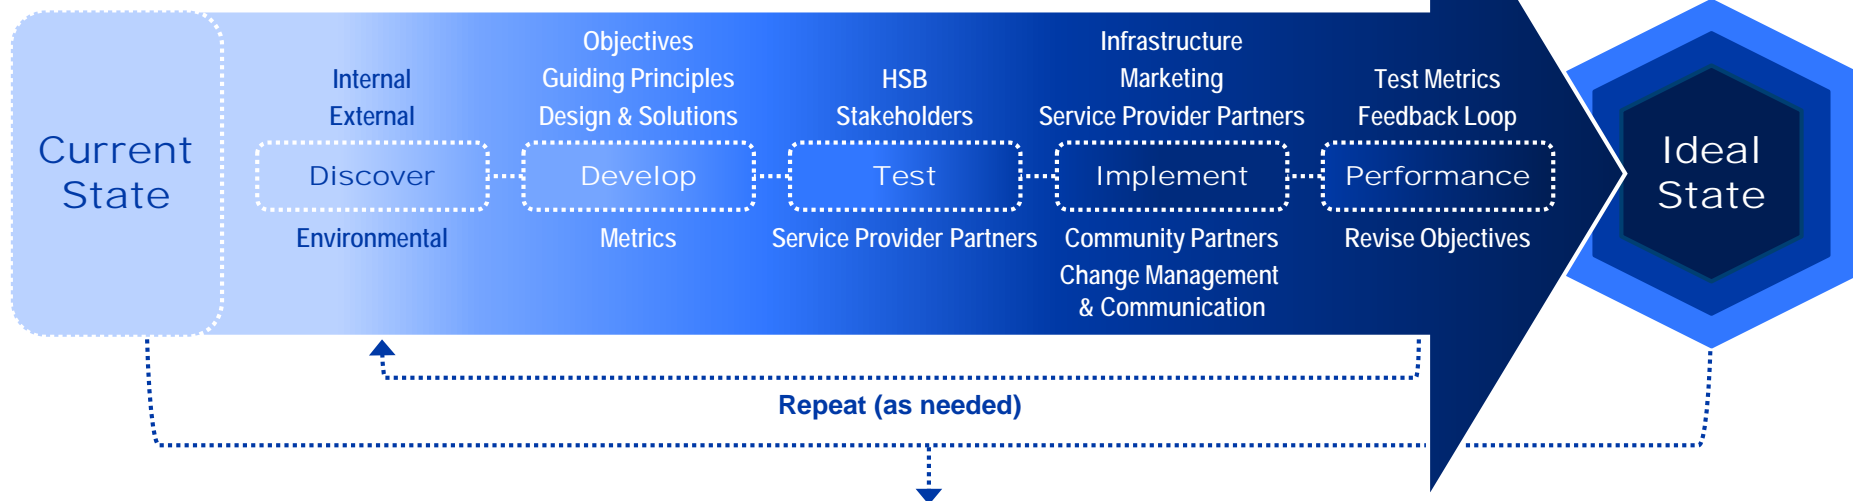 Current
State
Internal
External
Discover
Environmental
Objectives
Guiding Principles
Design & Solutions
Develop
Metrics
HSB
Stakeholders
Test
Service Provider Partners
Infrastructure
Marketing
Service Provider Partners
Implement
Community Partners
Change Management
& Communication
Test Metrics
Feedback Loop
Performance
Revise Objectives
Ideal
State
Repeat (as needed)